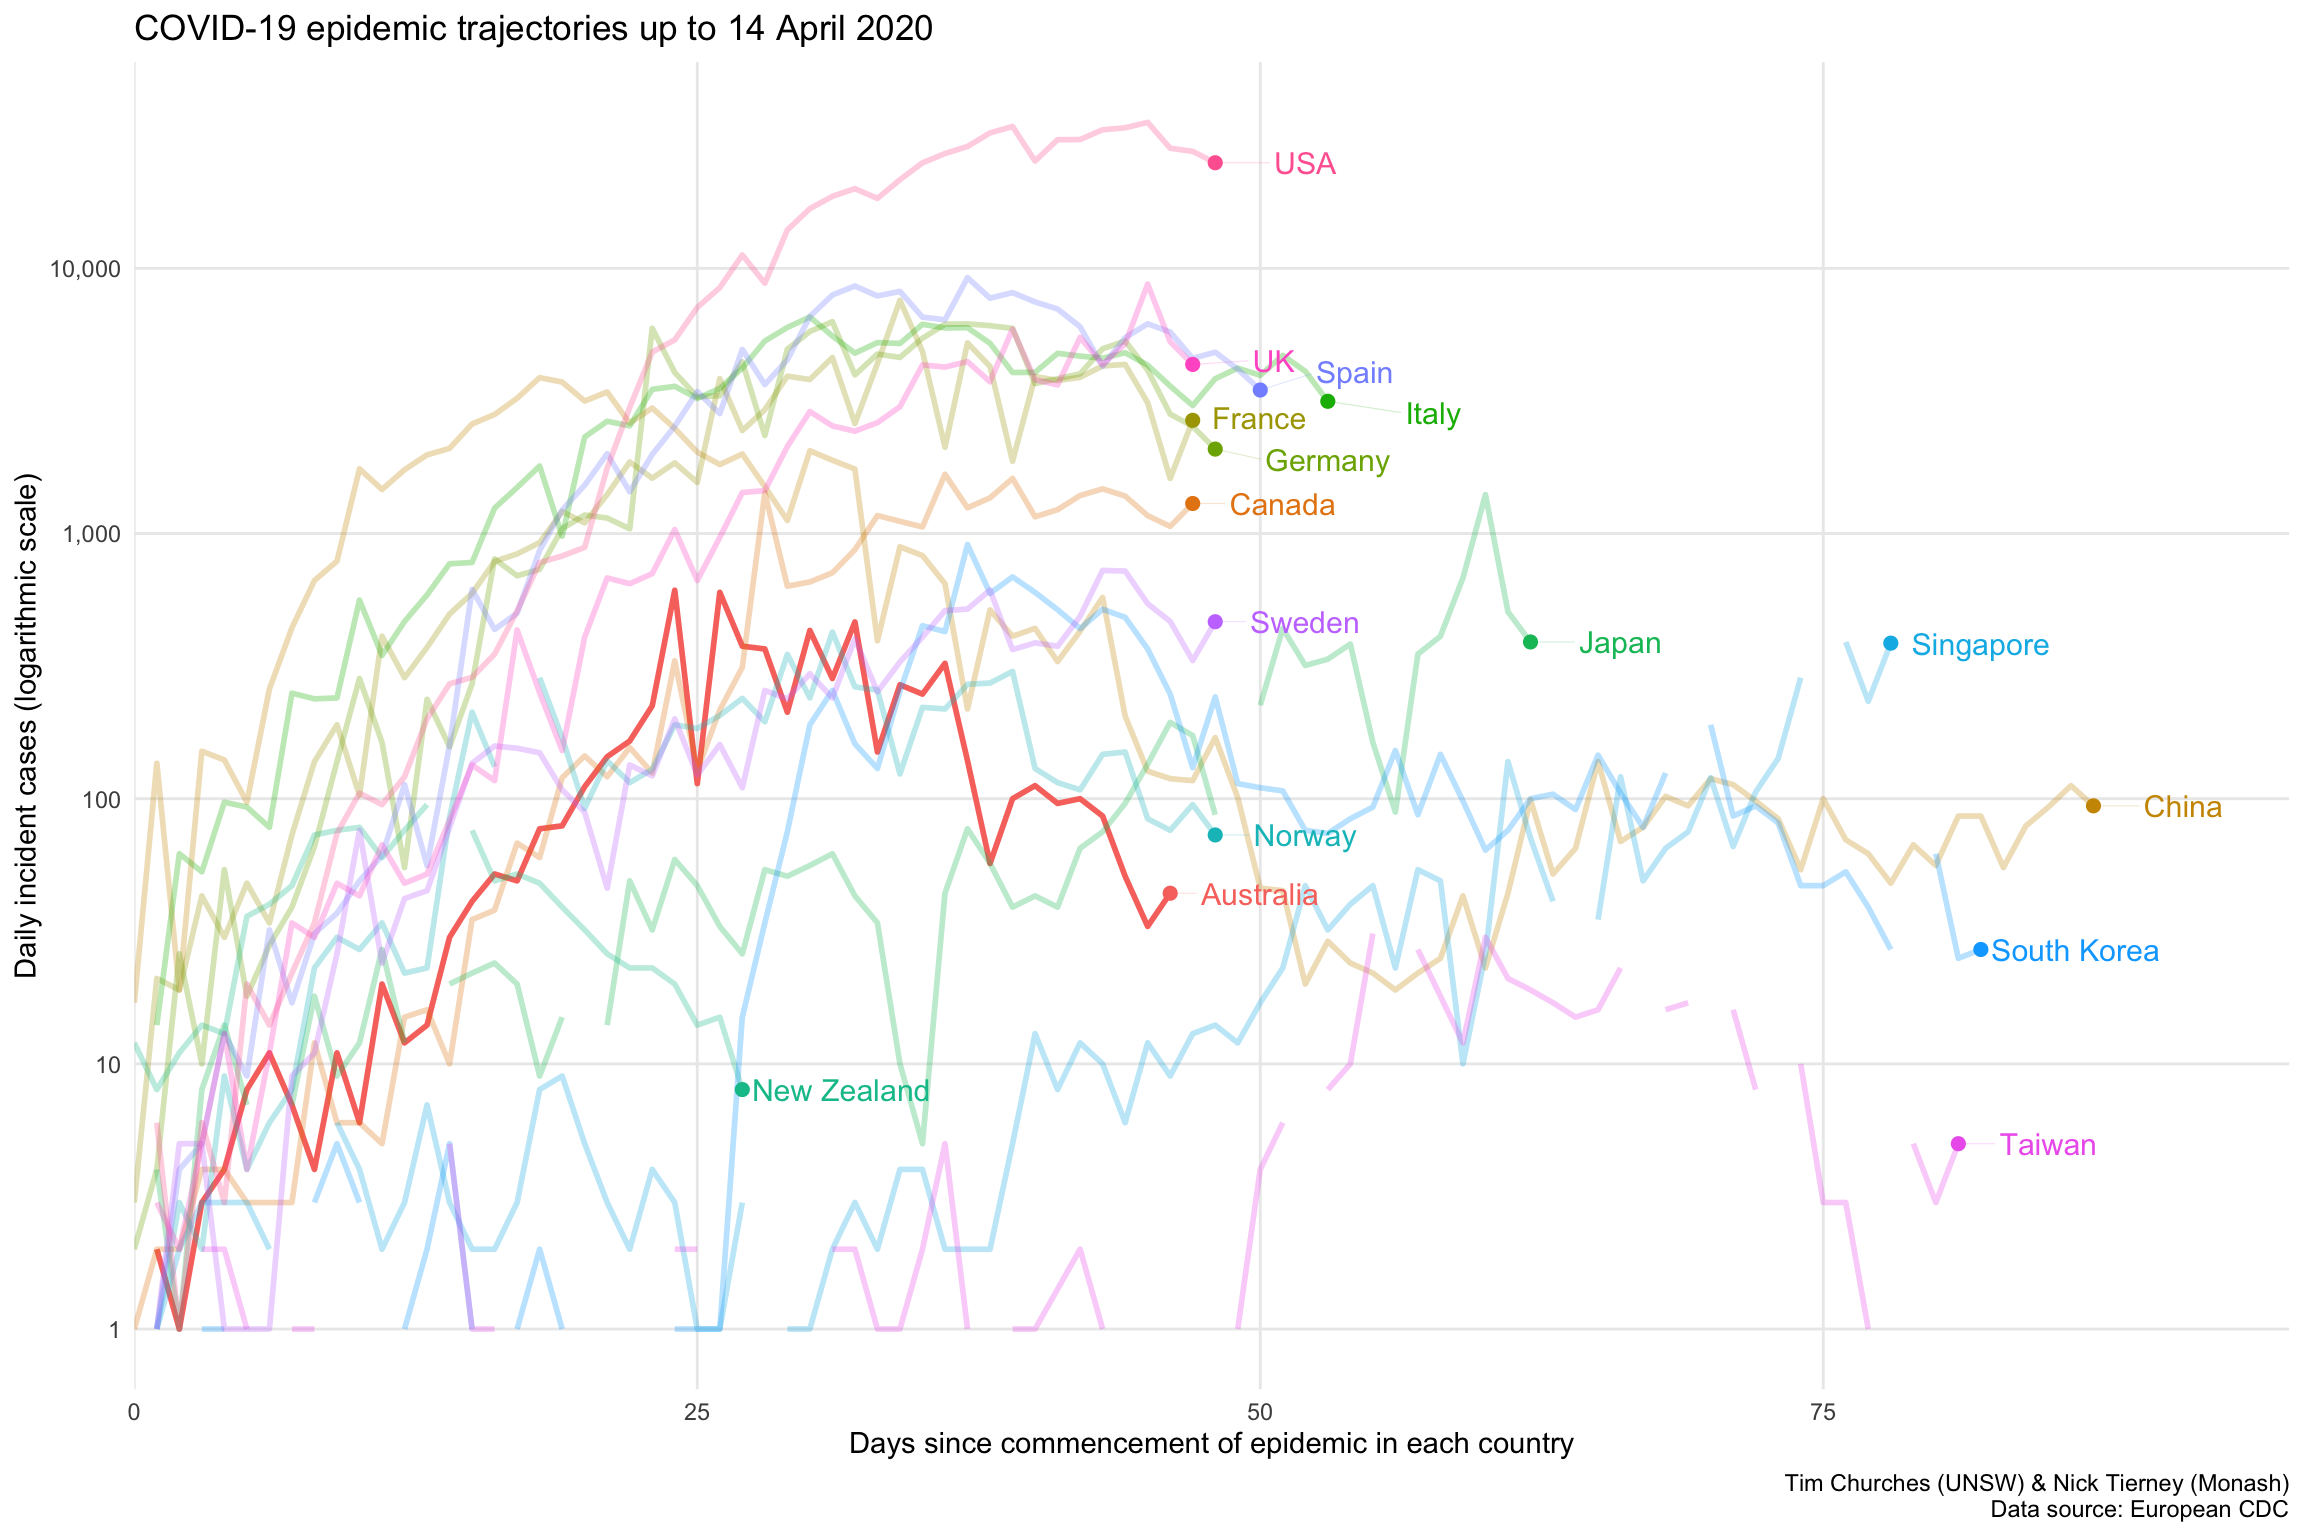 COVID-19 epidemic trajectories up to 14 April 2020
Daily incident cases (logarithmic scale)
10,000
1,000
100
10
1
USA
UK
Spain
Italy
France
Germany
Canada
Sweden
Japan
Singapore
China
Norway
Australia
South Korea
New Zealand
Taiwan
0
25
50
75
Days since commencement of epidemic in each country
Tim Churches (UNSW) & Nick Tierney (Monash)
Data source: European CDC